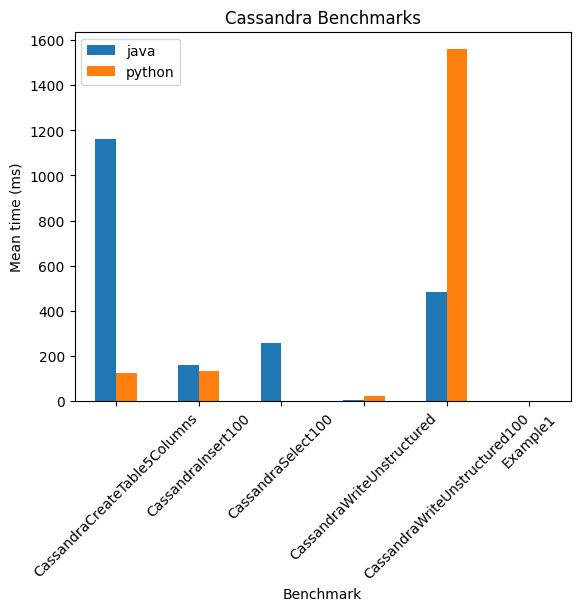 Cassandra Benchmarks
java
python
1600
1400
1200
1000
800
600
400
200
0
Mean time (ms)
CassandraCreateTable5Columns
CassandraInsert100
CassandraSelect100
CassandraWriteUnstructured
CassandraWriteUnstructured100
Example1
Benchmark